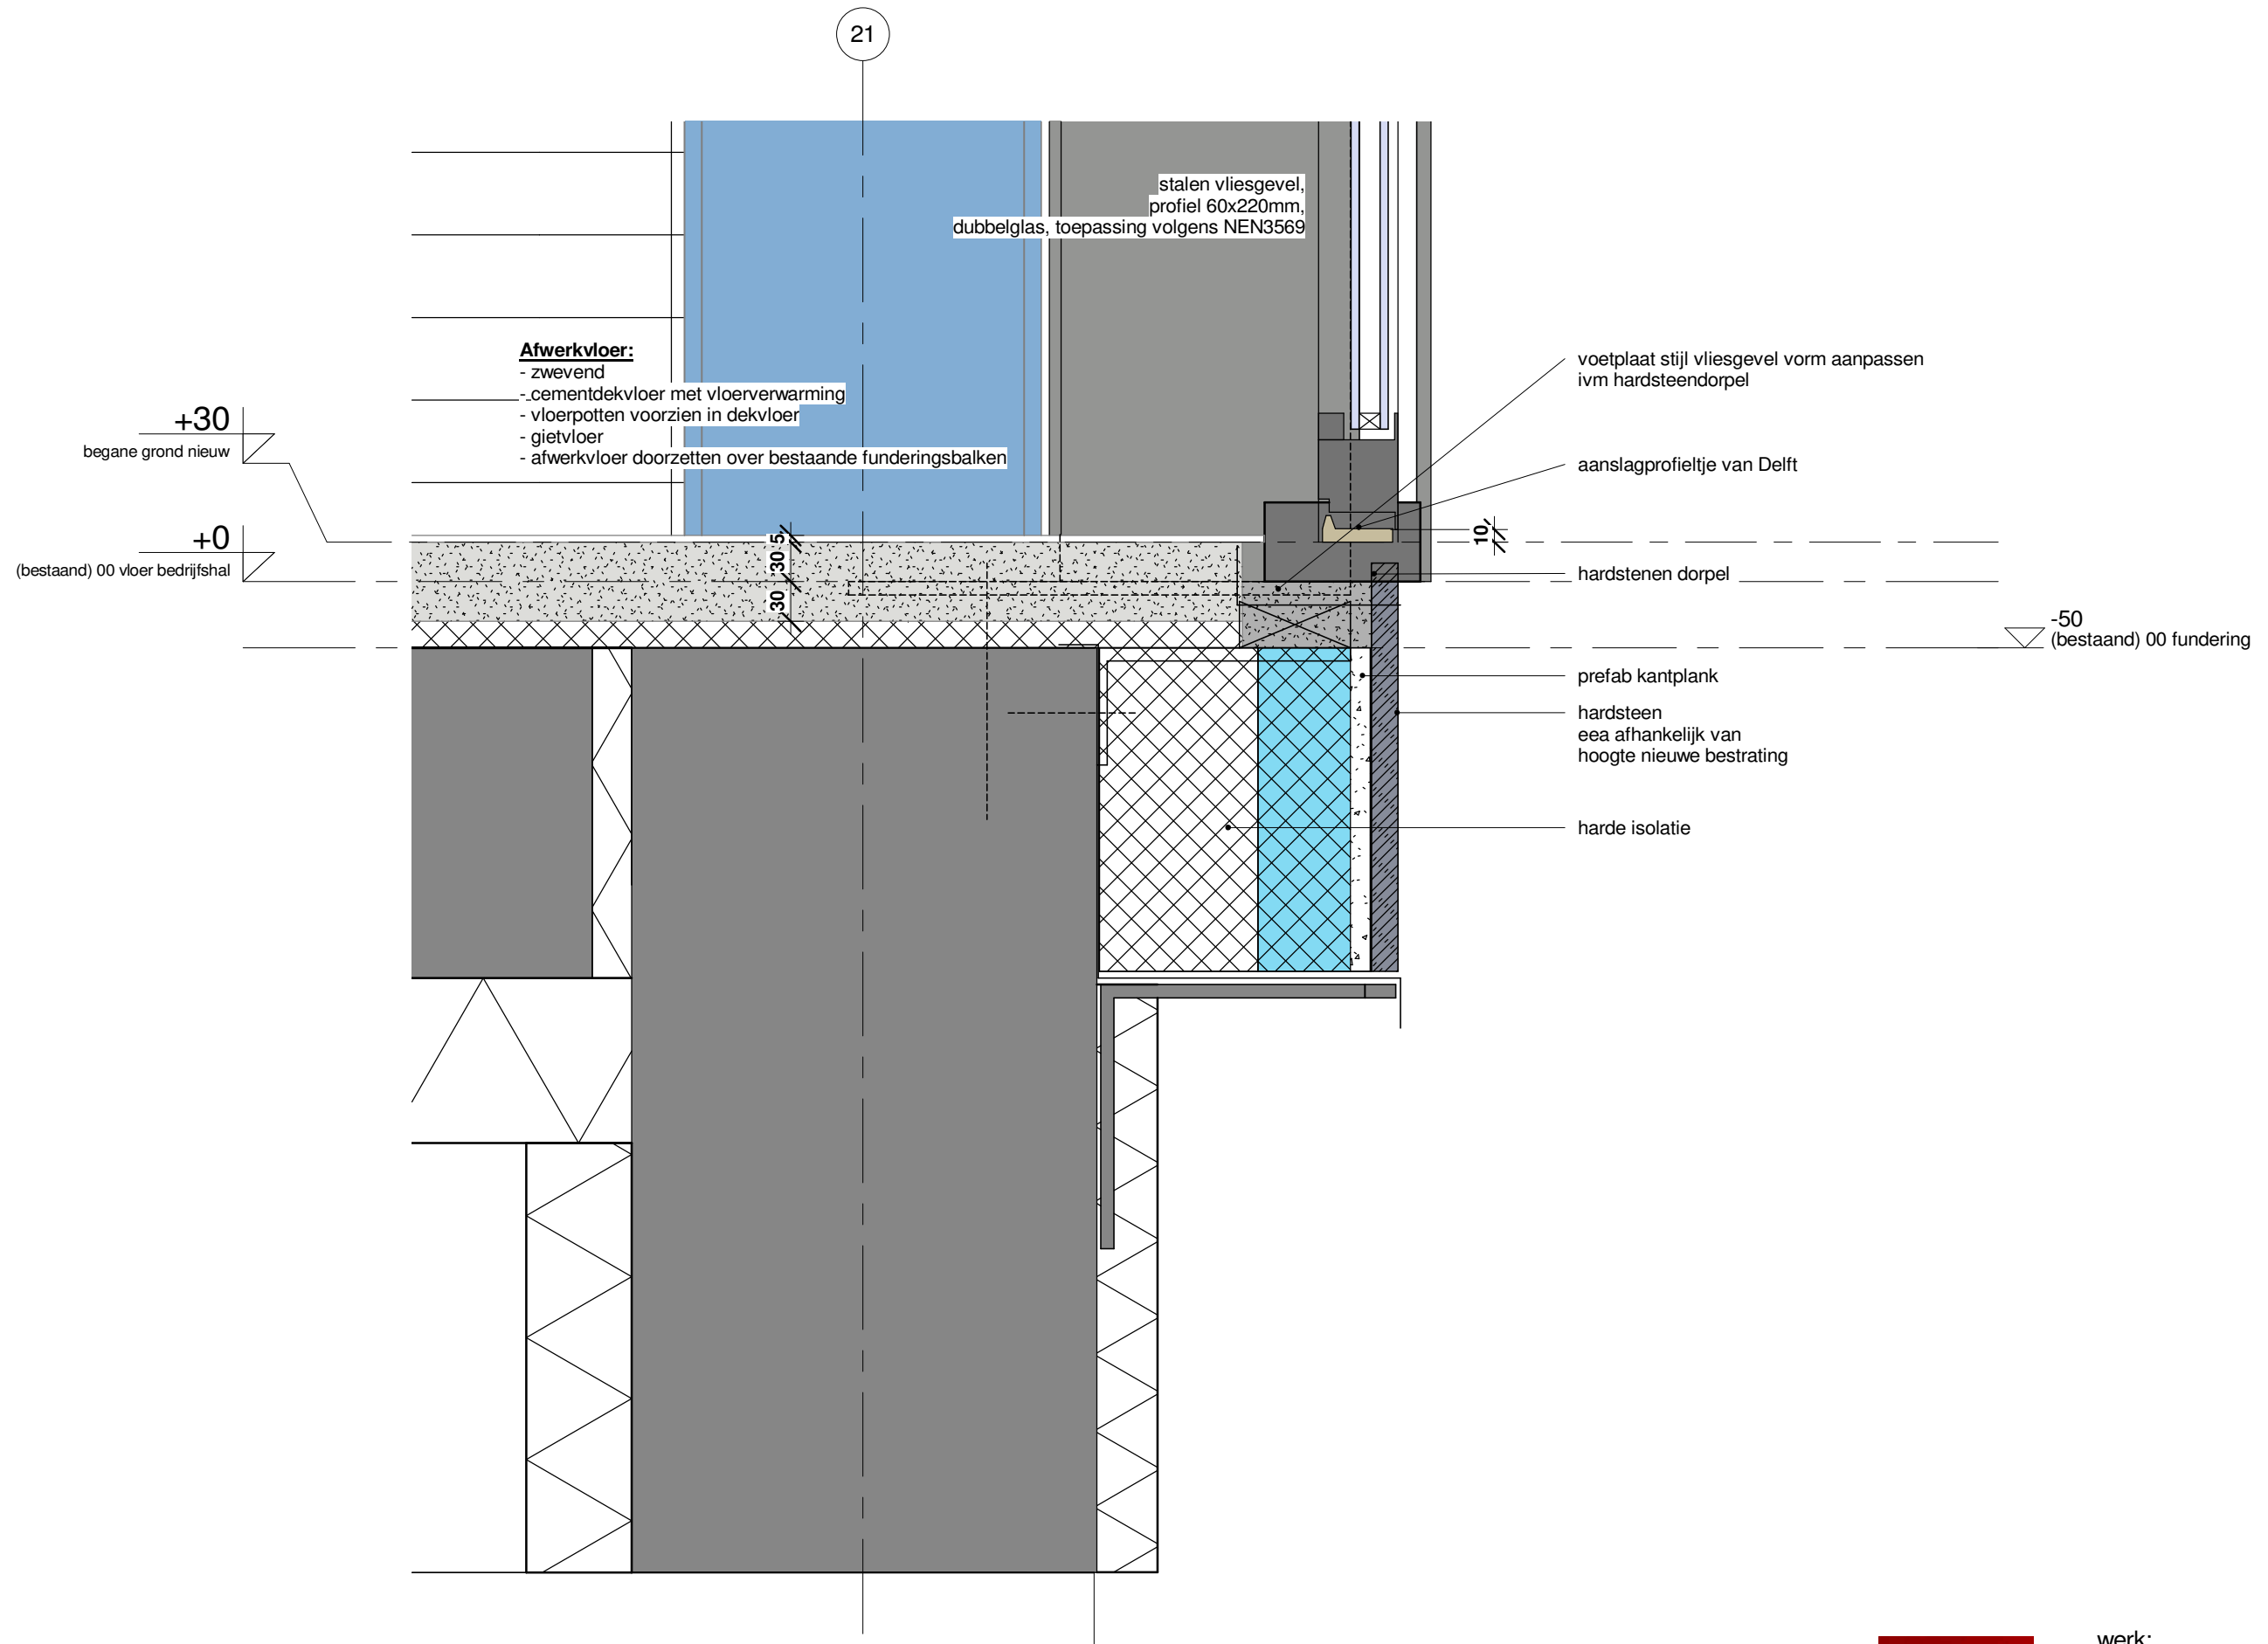 21
stalen vliesgevel,
profiel 60x220mm,
dubbelglas, toepassing volgens NEN3569
Afwerkvloer:
- zwevend
- cementdekvloer met vloerverwarming
- vloerpotten voorzien in dekvloer
- gietvloer
- afwerkvloer doorzetten over bestaande funderingsbalken
+30
begane grond nieuw
+0
(bestaand) 00 vloer bedrijfshal
5
30
30
10
voetplaat stijl vliesgevel vorm aanpassen
ivm hardsteendorpel
aanslagprofieltje van Delft
hardstenen dorpel
-50
(bestaand) 00 fundering
prefab kantplank
hardsteen
eea afhankelijk van
hoogte nieuwe bestrating
harde isolatie
werk: